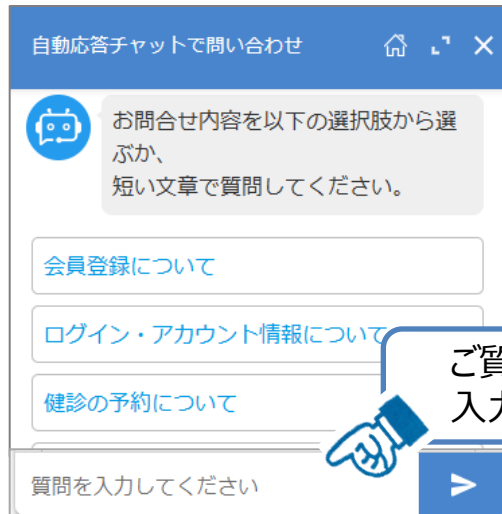 自動応答チャットで問い合わせ
お問合せ内容を以下の選択肢から選
ぶか、
短い文章で質問してください。
会員登録について
ログイン・アカウント情報について
健診の予約について
ご質
入力
質問を入力してください